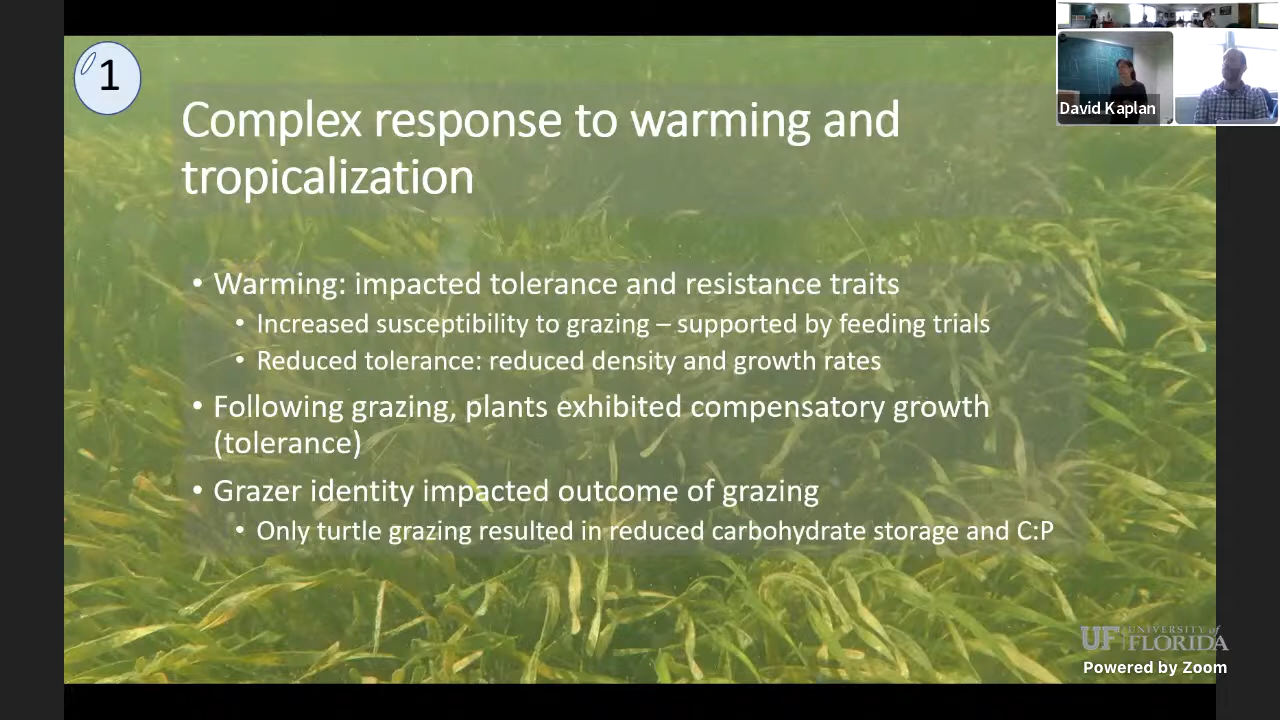 1
David Kaplan
Complex response to warming and
tropicalization
• Warming: impacted tolerance and resistance traits
• Increased susceptibility to grazing – supported by feeding trials
• Reduced tolerance: reduced density and growth rates
• Following grazing, plants exhibited compensatory growth
(tolerance)
• Grazer identity impacted outcome of grazing
• Only turtle grazing resulted in reduced carbohydrate storage and C:P
UF UNIVERSITY of
FLORIDA
Powered by Zoom